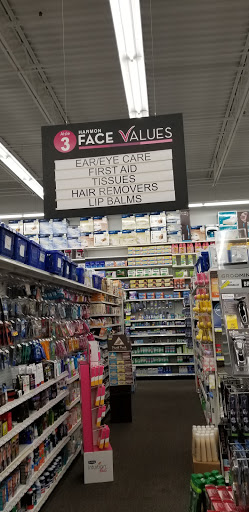 Aisle
3
HARMON
FACE VALUES
EAR/EYE CARE
FIRST AID
TISSUES
HAIR REMOVERS
LIP BALMS